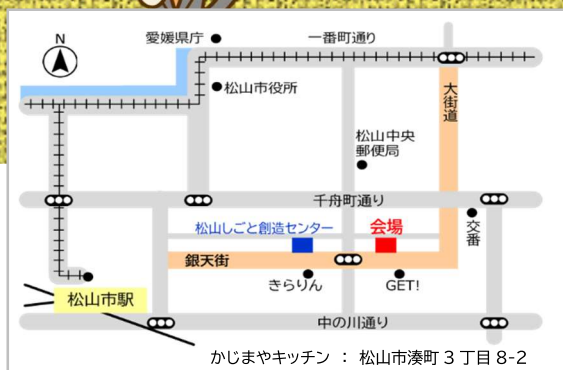 N
愛媛県庁
一番町通り
松山市役所
大街道
松山中央
郵便局
千舟町通り
松山しごと創造センター
会場
交番
銀天街
きらりん
GET!
松山市駅
中の川通り
かじまやキッチン ： 松山市湊町3丁目8-2